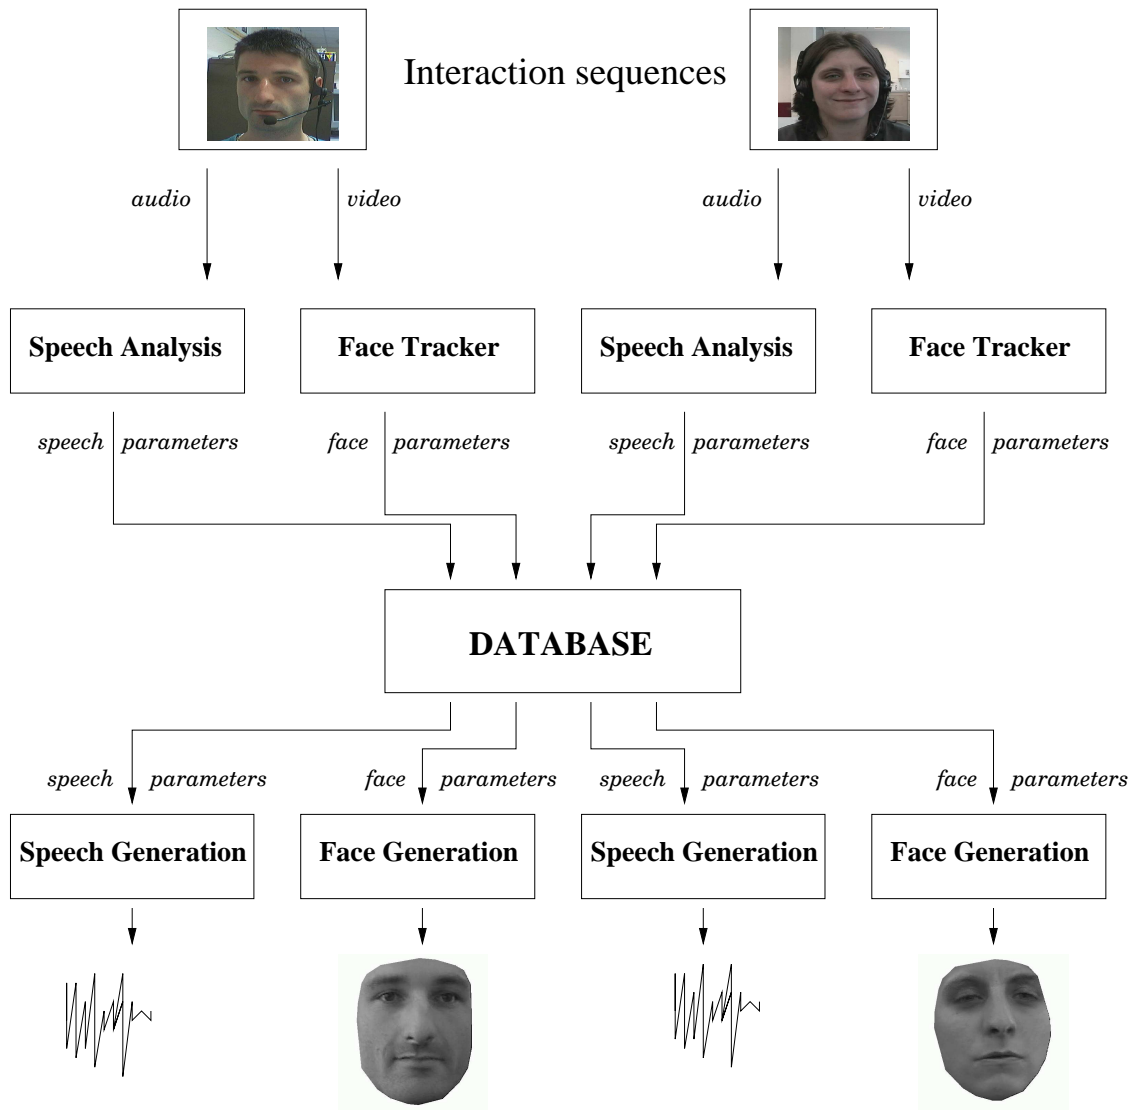 Interaction sequences
audio video audio video
Speech Analysis Face Tracker Speech Analysis Face Tracker
speech parameters face parameters speech parameters face parameters
DATABASE
speech parameters face parameters speech parameters face parameters
Speech Generation Face Generation Speech Generation Face Generation